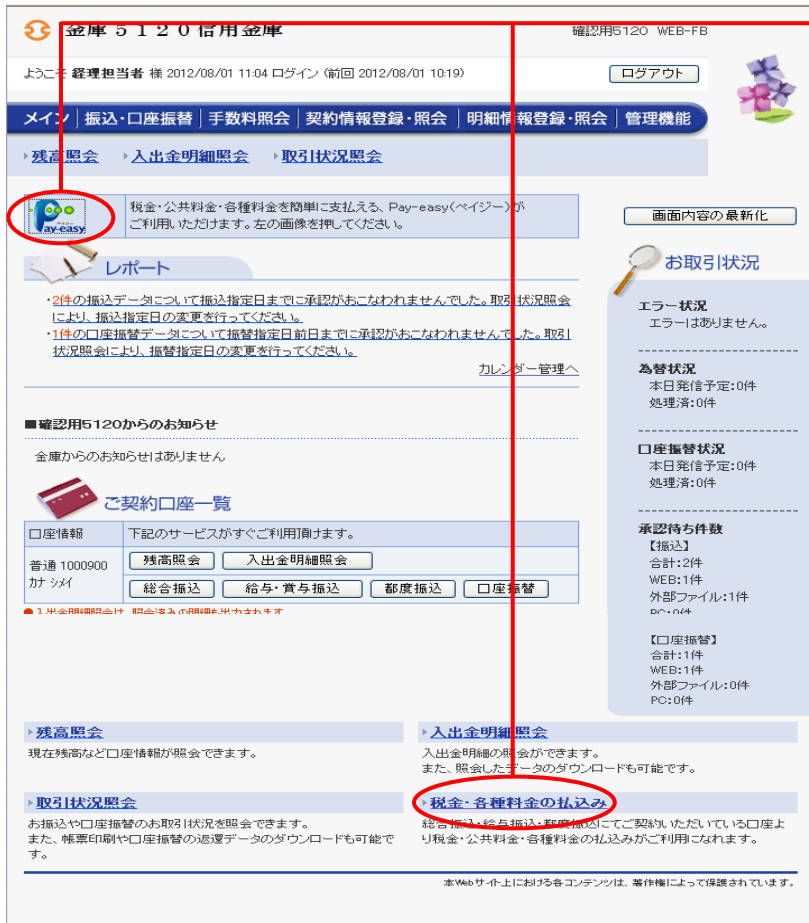 金庫５１２０信用金庫
確認用5120 WEB-FB
ようこそ 経理担当者 様 2012/08/01 11:04 ログイン (前回 2012/08/01 10:19)
ログアウト
メイン 振込・口座振替 手数料照会 契約情報登録・照会 明細情報登録・照会 管理機能
残高照会 入出金明細照会 取引状況照会
Pay-easy
税金・公共料金・各種料金を簡単に支払える、Pay-easy(ペイジー)が
ご利用いただけます。左の画像を押してください。
画面内容の最新化
レポート
・2件の振込データについて振込指定日までに承認がおこなわれませんでした。取引状況照会
により、振込指定日の変更を行ってください。
・1件の口座振替データについて振替指定日前日までに承認がおこなわれませんでした。取引
状況照会により、振替指定日の変更を行ってください。
カレンダー管理へ
■確認用5120からのお知らせ
金庫からのお知らせはありません
ご契約口座一覧
口座情報 下記のサービスがすぐご利用頂けます。
普通 1000900
カナ シメイ
残高照会 入出金明細照会
総合振込 給与・賞与振込 都度振込 口座振替
●入出金明細照会は、照会済みの明細も出力されます
お取引状況
エラー状況
エラーはありません。
為替状況
本日発信予定:0件
処理済:0件
口座振替状況
本日発信予定:0件
処理済:0件
承認待ち件数
【振込】
合計:2件
WEB:1件
外部ファイル:1件
PC:0件
【口座振替】
合計:1件
WEB:1件
外部ファイル:0件
PC:0件
残高照会
現在残高など口座情報が照会できます。
入出金明細照会
入出金明細の照会ができます。
また、照会したデータのダウンロードも可能です。
取引状況照会
お振込や口座振替のお取引状況を照会できます。
また、帳票印刷や口座振替の返還データのダウンロードも可能で
す。
税金・各種料金の払込み
総合振込・給与振込・都度振込にてご契約いただいている口座よ
り税金・公共料金・各種料金の払込みがご利用になれます。
本Webサイト上における各コンテンツは、著作権によって保護されています。